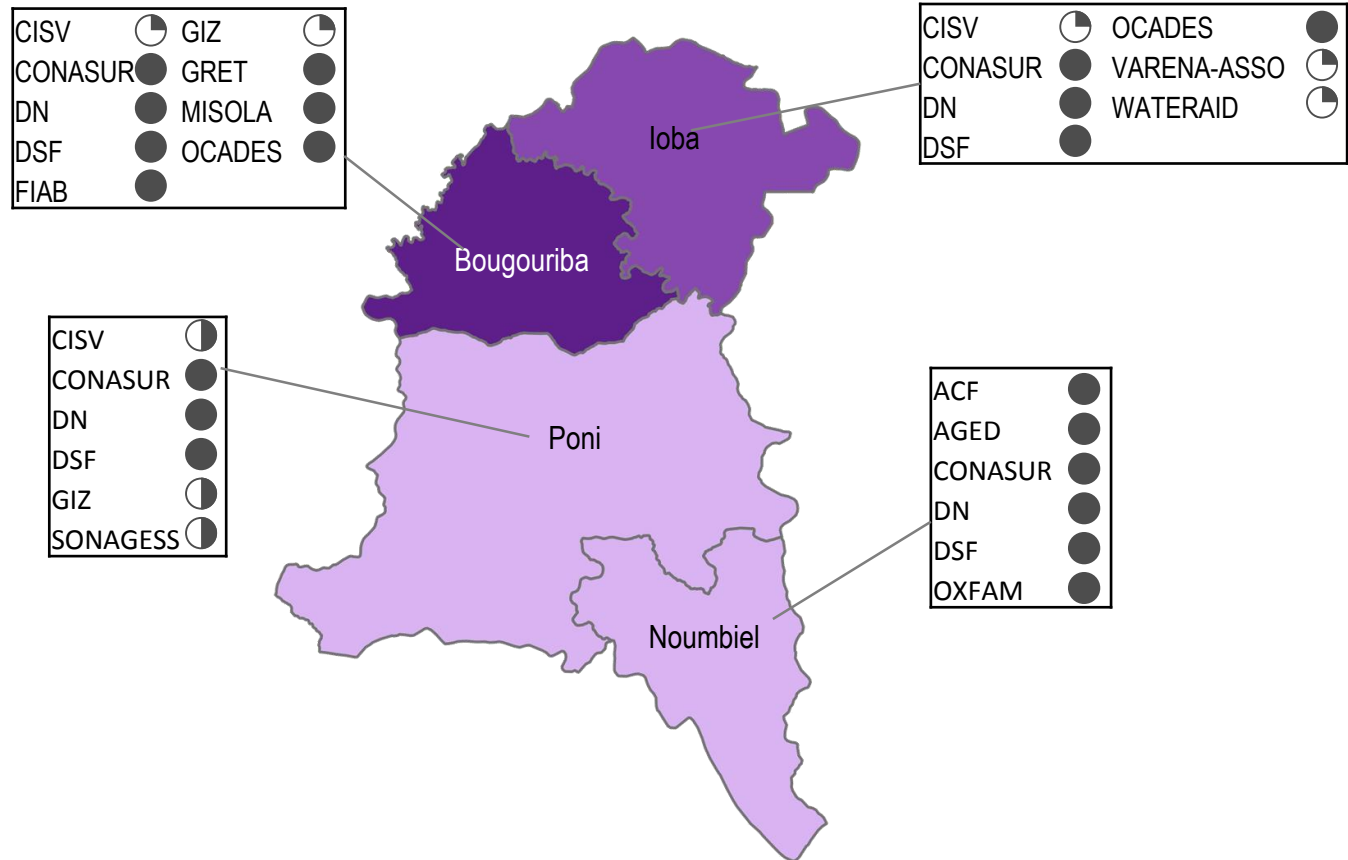 CISV GIZ
CONASUR GRET
DN MISOLA
DSF OCADES
FIAB
CISV OCADES
CONASUR VARENA-ASSO
DN WATERAID
DSF
Ioba
Bougouriba
CISV
CONASUR
DN
DSF
GIZ
SONAGESS
Poni
ACF
AGED
CONASUR
DN
DSF
OXFAM
Noumbiel